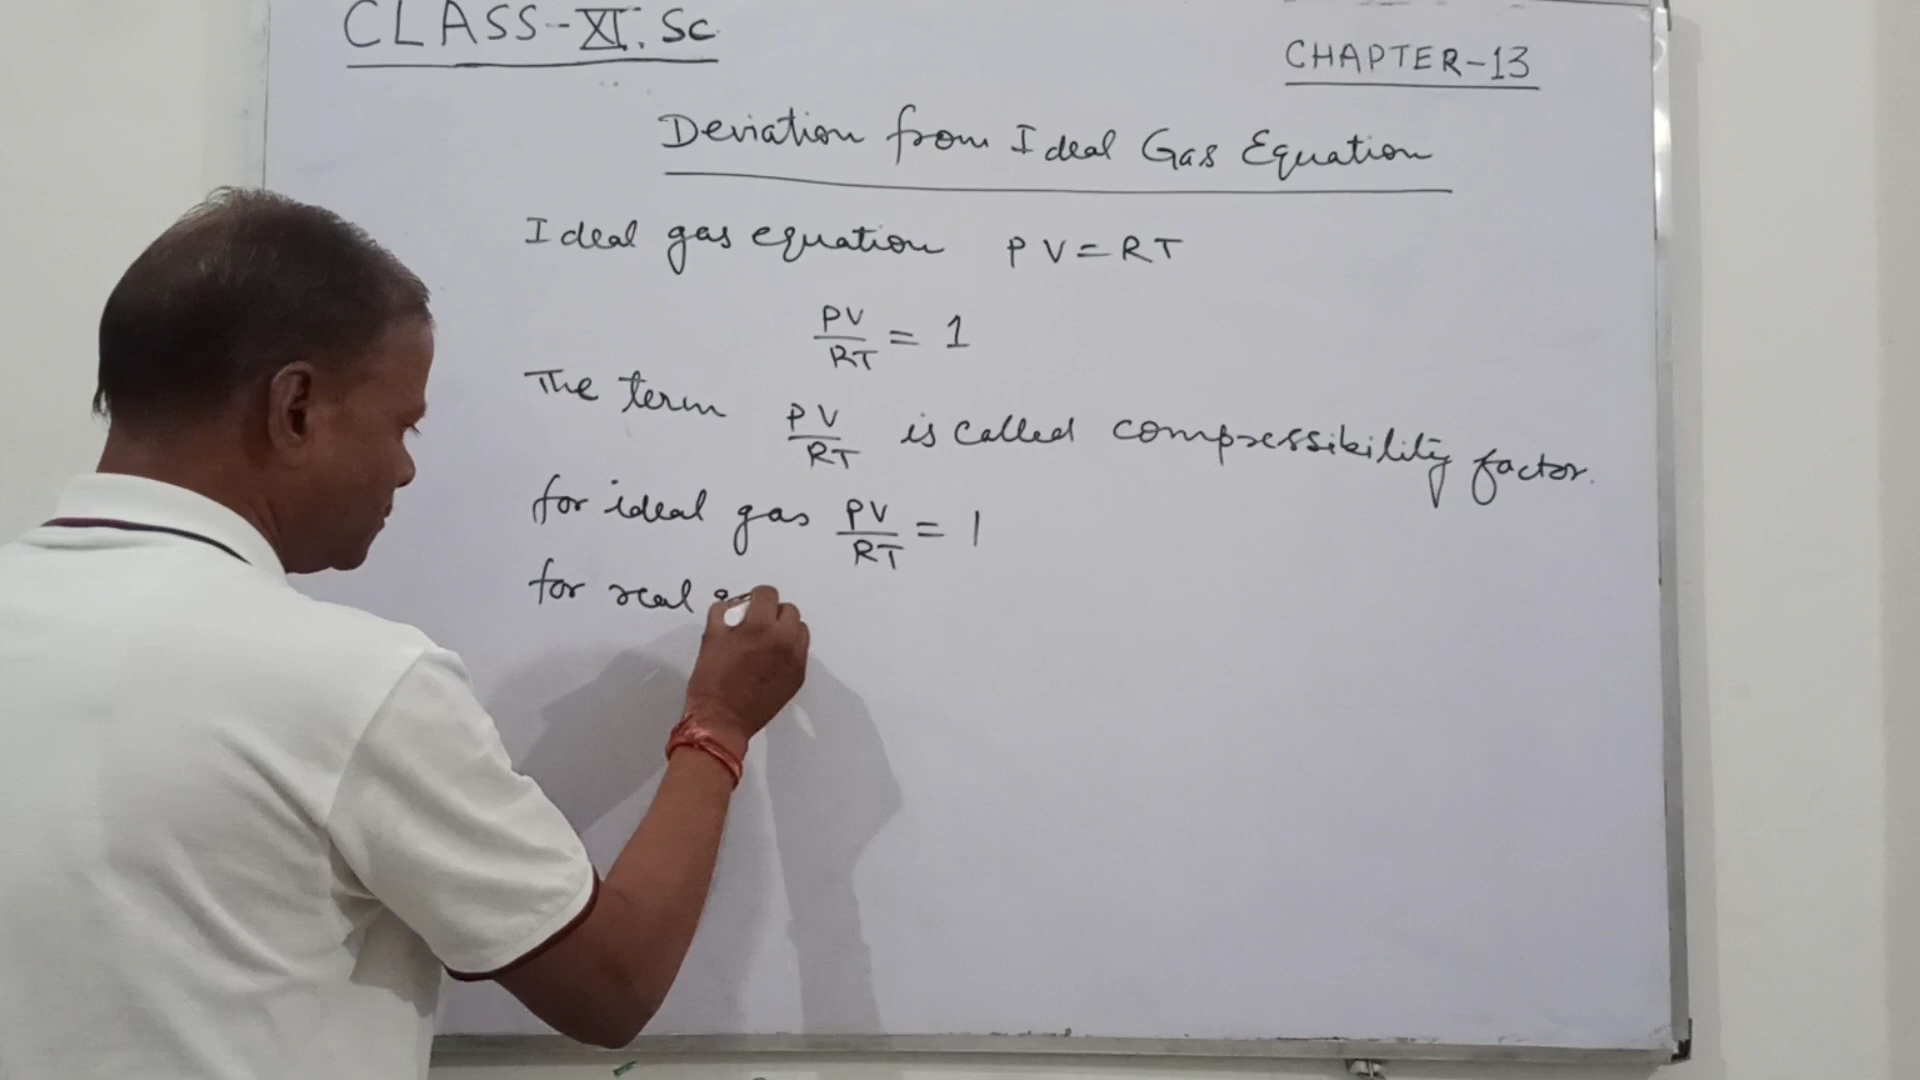 CLASS-XI.Sc
CHAPTER-13
Deviation from Ideal Gas Equation
Ideal gas equation PV=RT
PV/RT = 1
The term PV/RT is called compressibility factor.
for ideal gas PV/RT = 1
for real